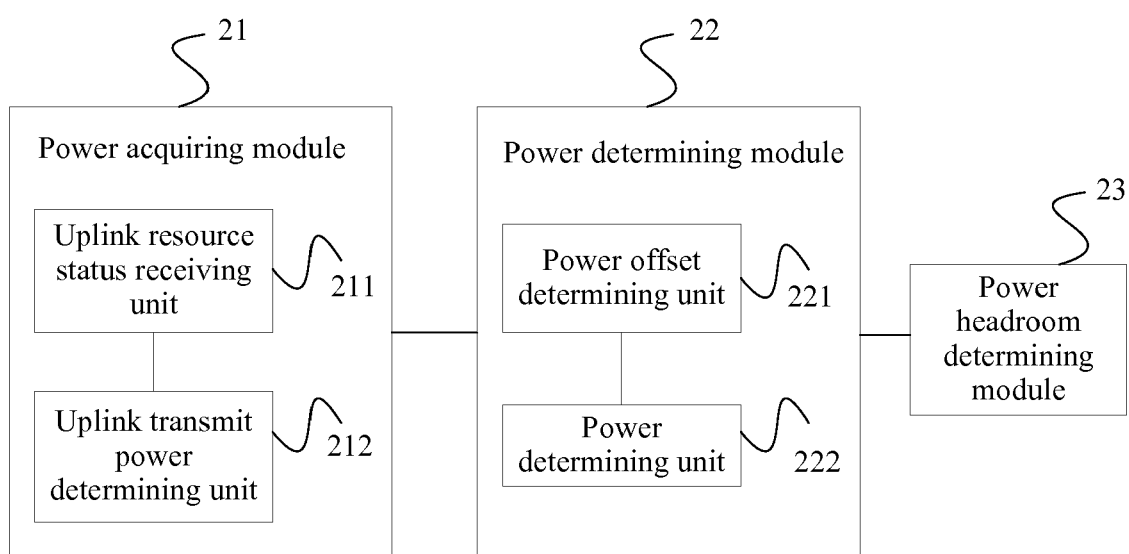 21
22
Power acquiring module
Power determining module
23
Uplink resource
status receiving
unit
211
Power offset
determining unit
221
Power
headroom
determining
module
Uplink transmit
power
determining unit
212
Power
determining unit
222